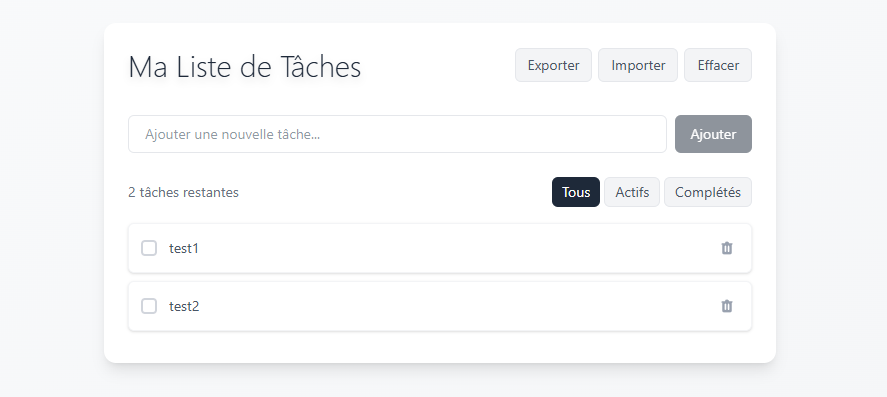 Ma Liste de Tâches
Exporter
Importer
Effacer
Ajouter une nouvelle tâche...
Ajouter
2 tâches restantes
Tous
Actifs
Complétés
test1
test2